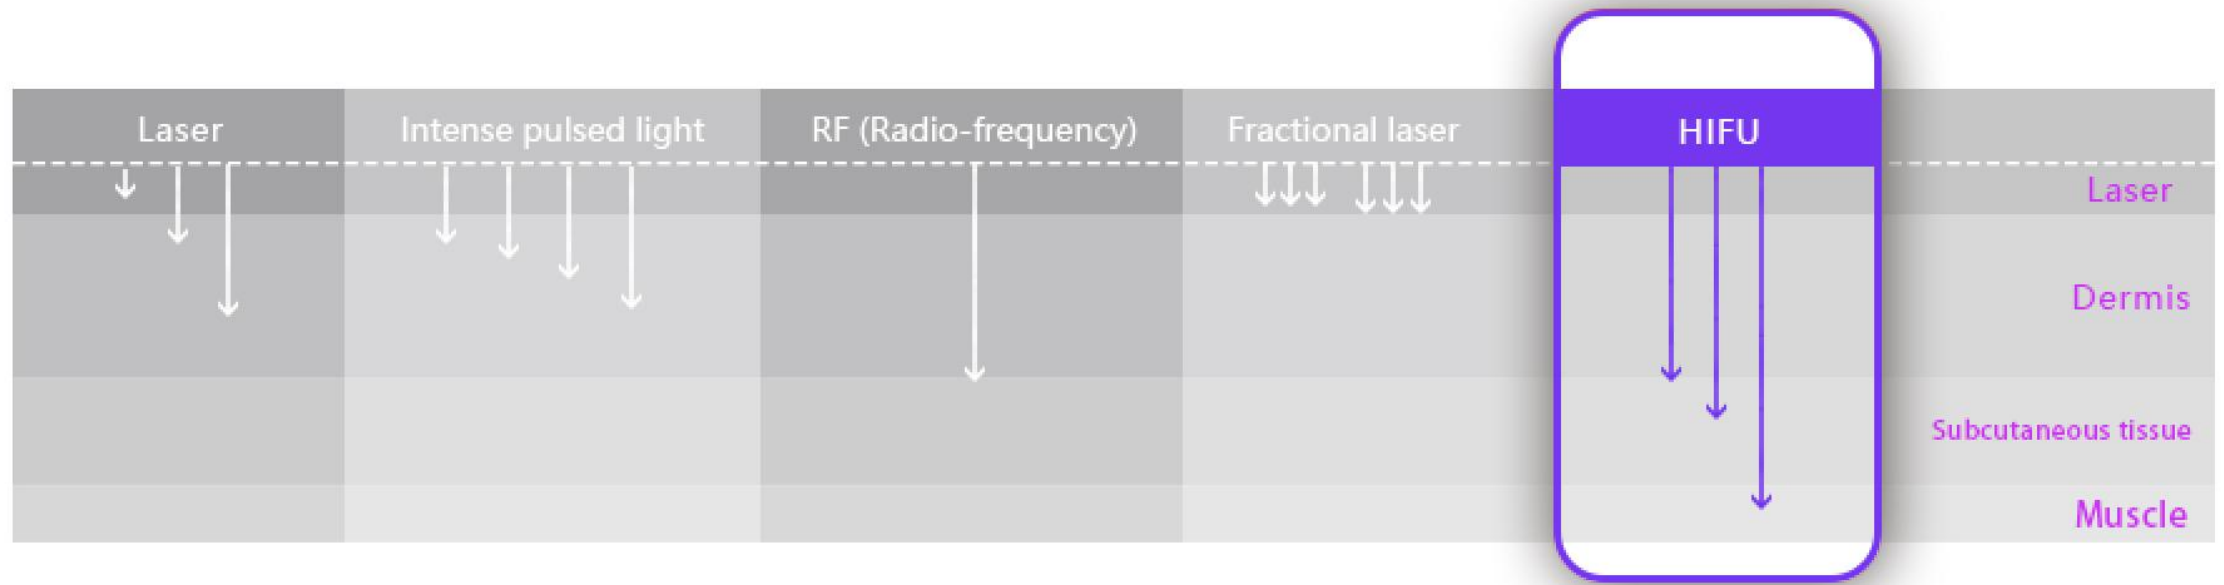 Laser
Intense pulsed light
RF (Radio-frequency)
Fractional laser
HIFU
Laser
Dermis
Subcutaneous tissue
Muscle